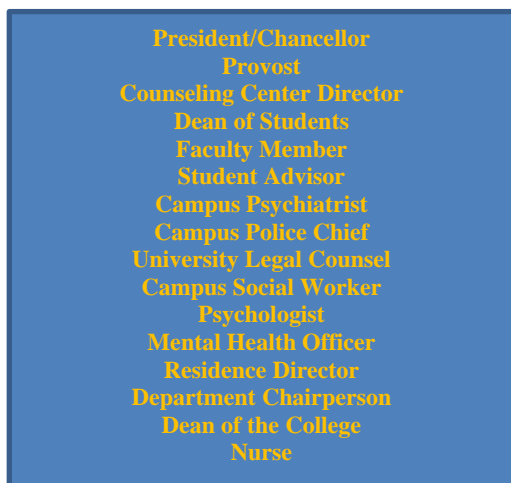 President/Chancellor
Provost
Counseling Center Director
Dean of Students
Faculty Member
Student Advisor
Campus Psychiatrist
Campus Police Chief
University Legal Counsel
Campus Social Worker
Psychologist
Mental Health Officer
Residence Director
Department Chairperson
Dean of the College
Nurse